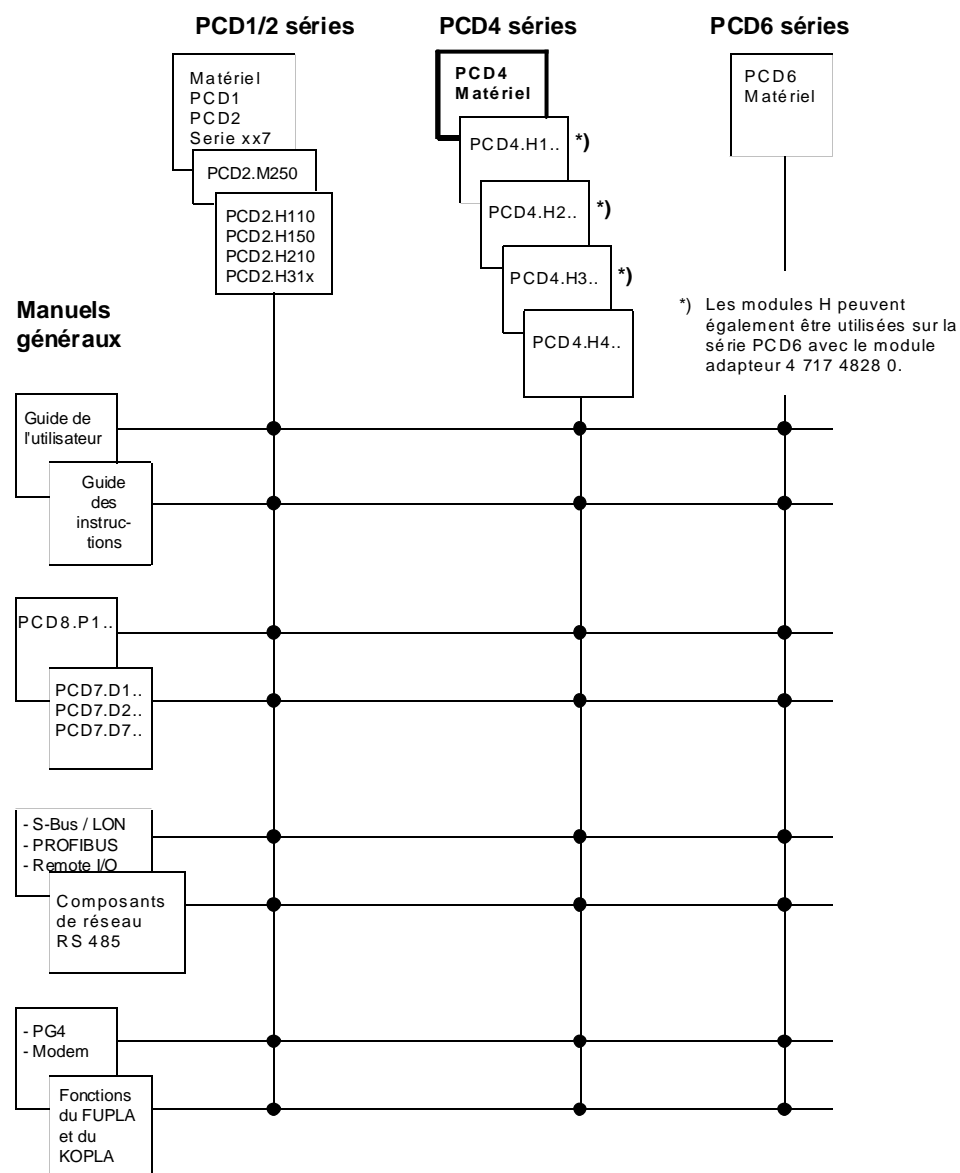 PCD1/2 séries
PCD4 séries
PCD6 séries
Matériel
PCD1
PCD2
Serie xx7
PCD2.M250
PCD2.H110
PCD2.H150
PCD2.H210
PCD2.H31x
PCD4
Matériel
PCD4.H1..
*)
PCD4.H2..
*)
PCD4.H3..
*)
PCD4.H4..
PCD6
Matériel
*) Les modules H peuvent
également être utilisées sur la
série PCD6 avec le module
adapteur 4 717 4828 0.
Manuels
généraux
Guide de
l'utilisateur
Guide
des
instruc-
tions
PCD8.P1..
PCD7.D1..
PCD7.D2..
PCD7.D7..
- S-Bus / LON
- PROFIBUS
- Remote I/O
Composants
de réseau
RS 485
- PG4
- Modem
Fonctions
du FUPLA
et du
KOPLA